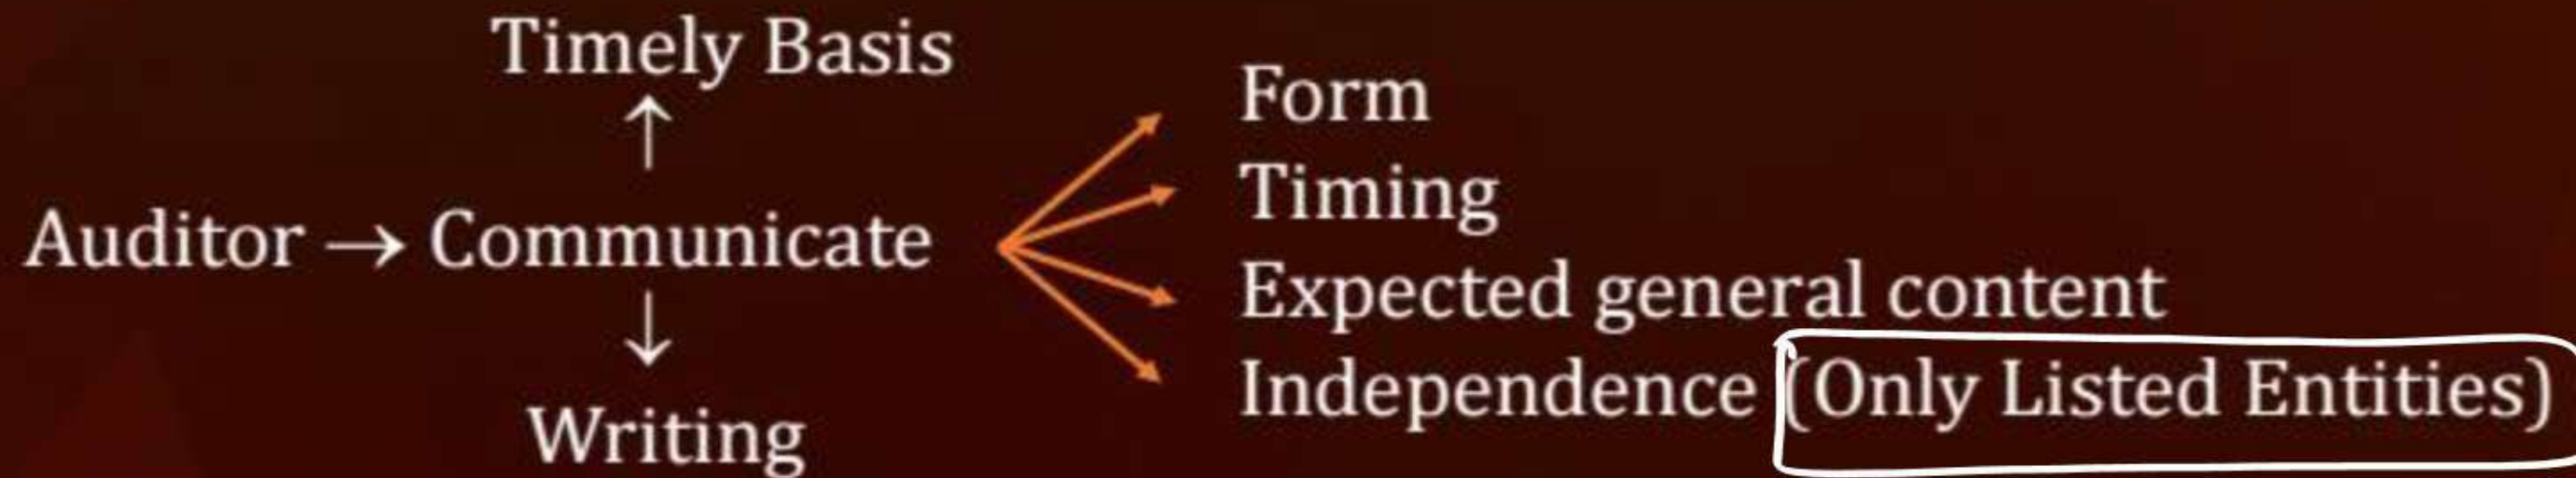 Timely Basis
↑
Form
Timing
Auditor → Communicate
Expected general content
↓
Independence (Only Listed Entities)
Writing